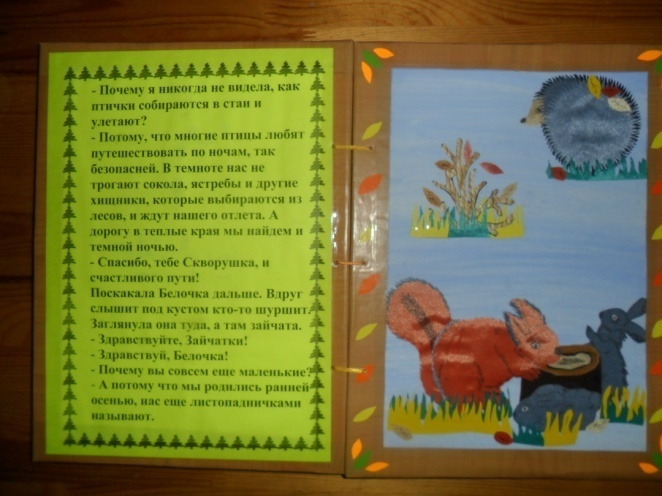 - Почему я никогда не видела, как
птички собираются в стаи и
улетают?
- Потому, что многие птицы любят
путешествовать по ночам, так
безопасней. В темноте нас не
трогают сокола, ястребы и другие
хищники, которые выбираются из
лесов, и ждут нашего отлета. А
дорогу в теплые края мы найдем и
темной ночью.
- Спасибо, тебе Скворушка, и
счастливого пути!
Поскакала Белочка дальше. Вдруг
слышит под кустом кто-то шуршит.
Заглянула она туда, а там зайчата.
- Здравствуйте, Зайчатки!
- Здравствуй, Белочка!
- Почему вы совсем еще маленькие?
- А потому что мы родились ранней
осенью, нас еще листопадничками
называют.